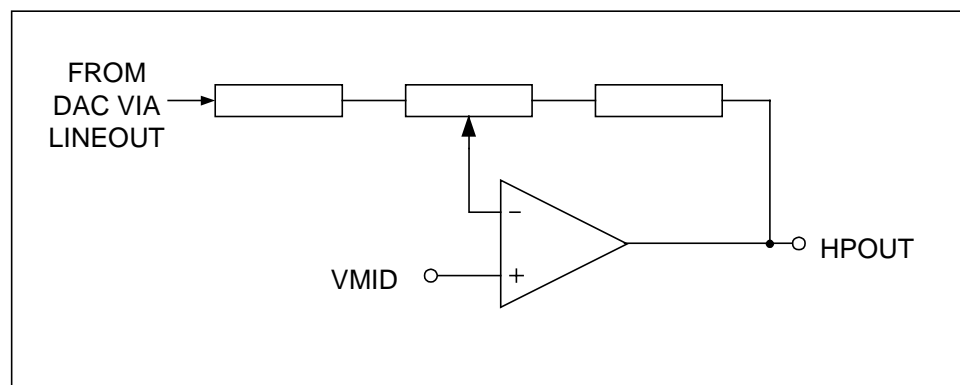 FROM
DAC VIA
LINEOUT
−
+
VMID
HPOUT